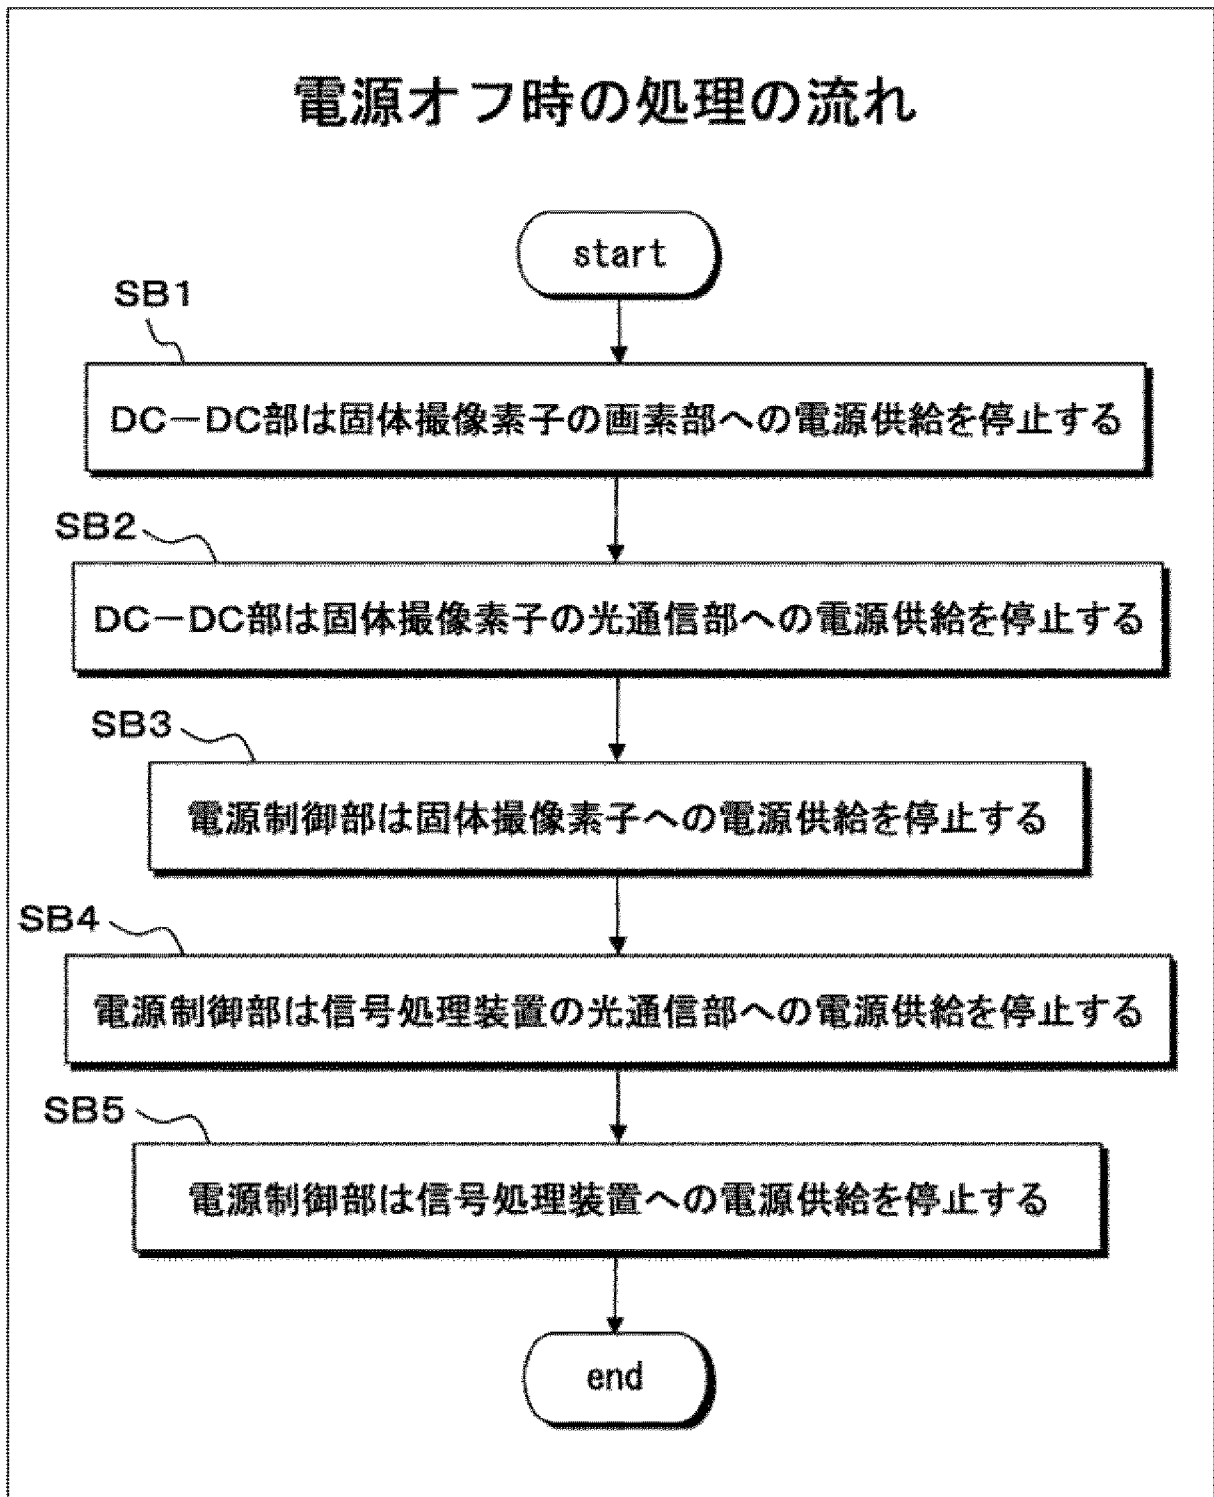 電源オフ時の処理の流れ
start
SB1
DC－DC部は固体撮像素子の画素部への電源供給を停止する
SB2
DC－DC部は固体撮像素子の光通信部への電源供給を停止する
SB3
電源制御部は固体撮像素子への電源供給を停止する
SB4
電源制御部は信号処理装置の光通信部への電源供給を停止する
SB5
電源制御部は信号処理装置への電源供給を停止する
end